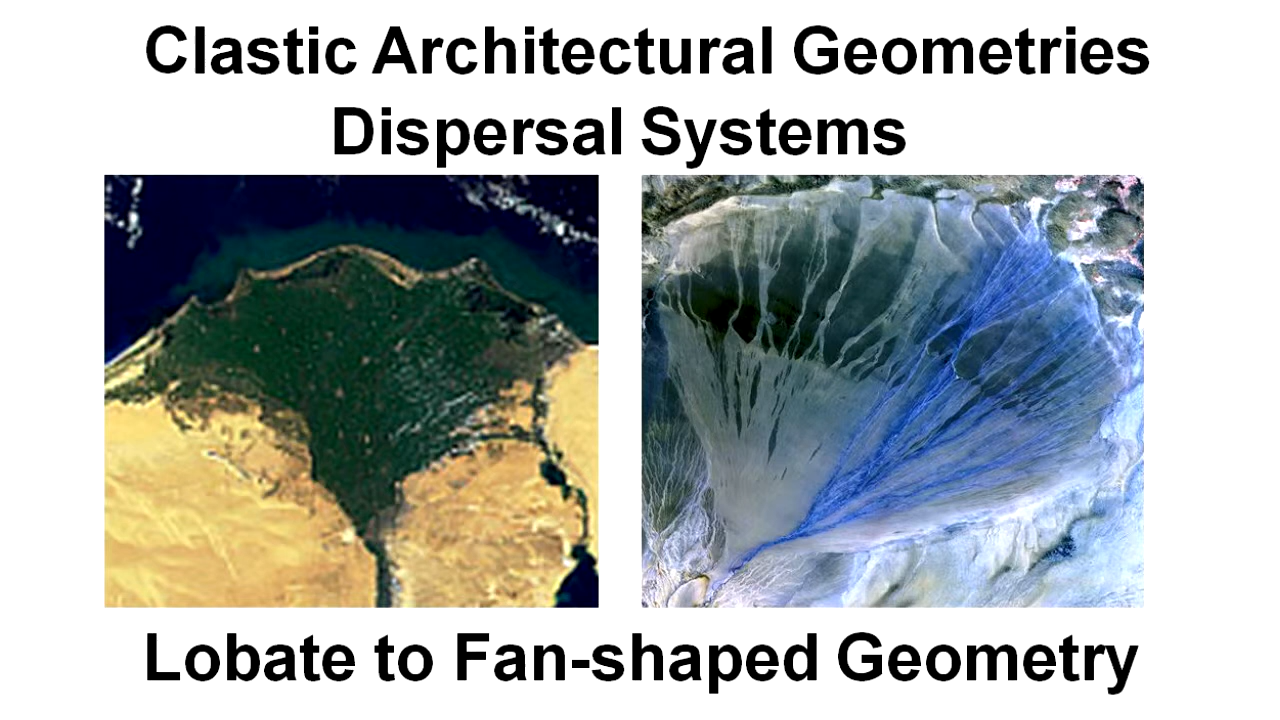 Clastic Architectural Geometries
Dispersal Systems
Lobate to Fan-shaped Geometry